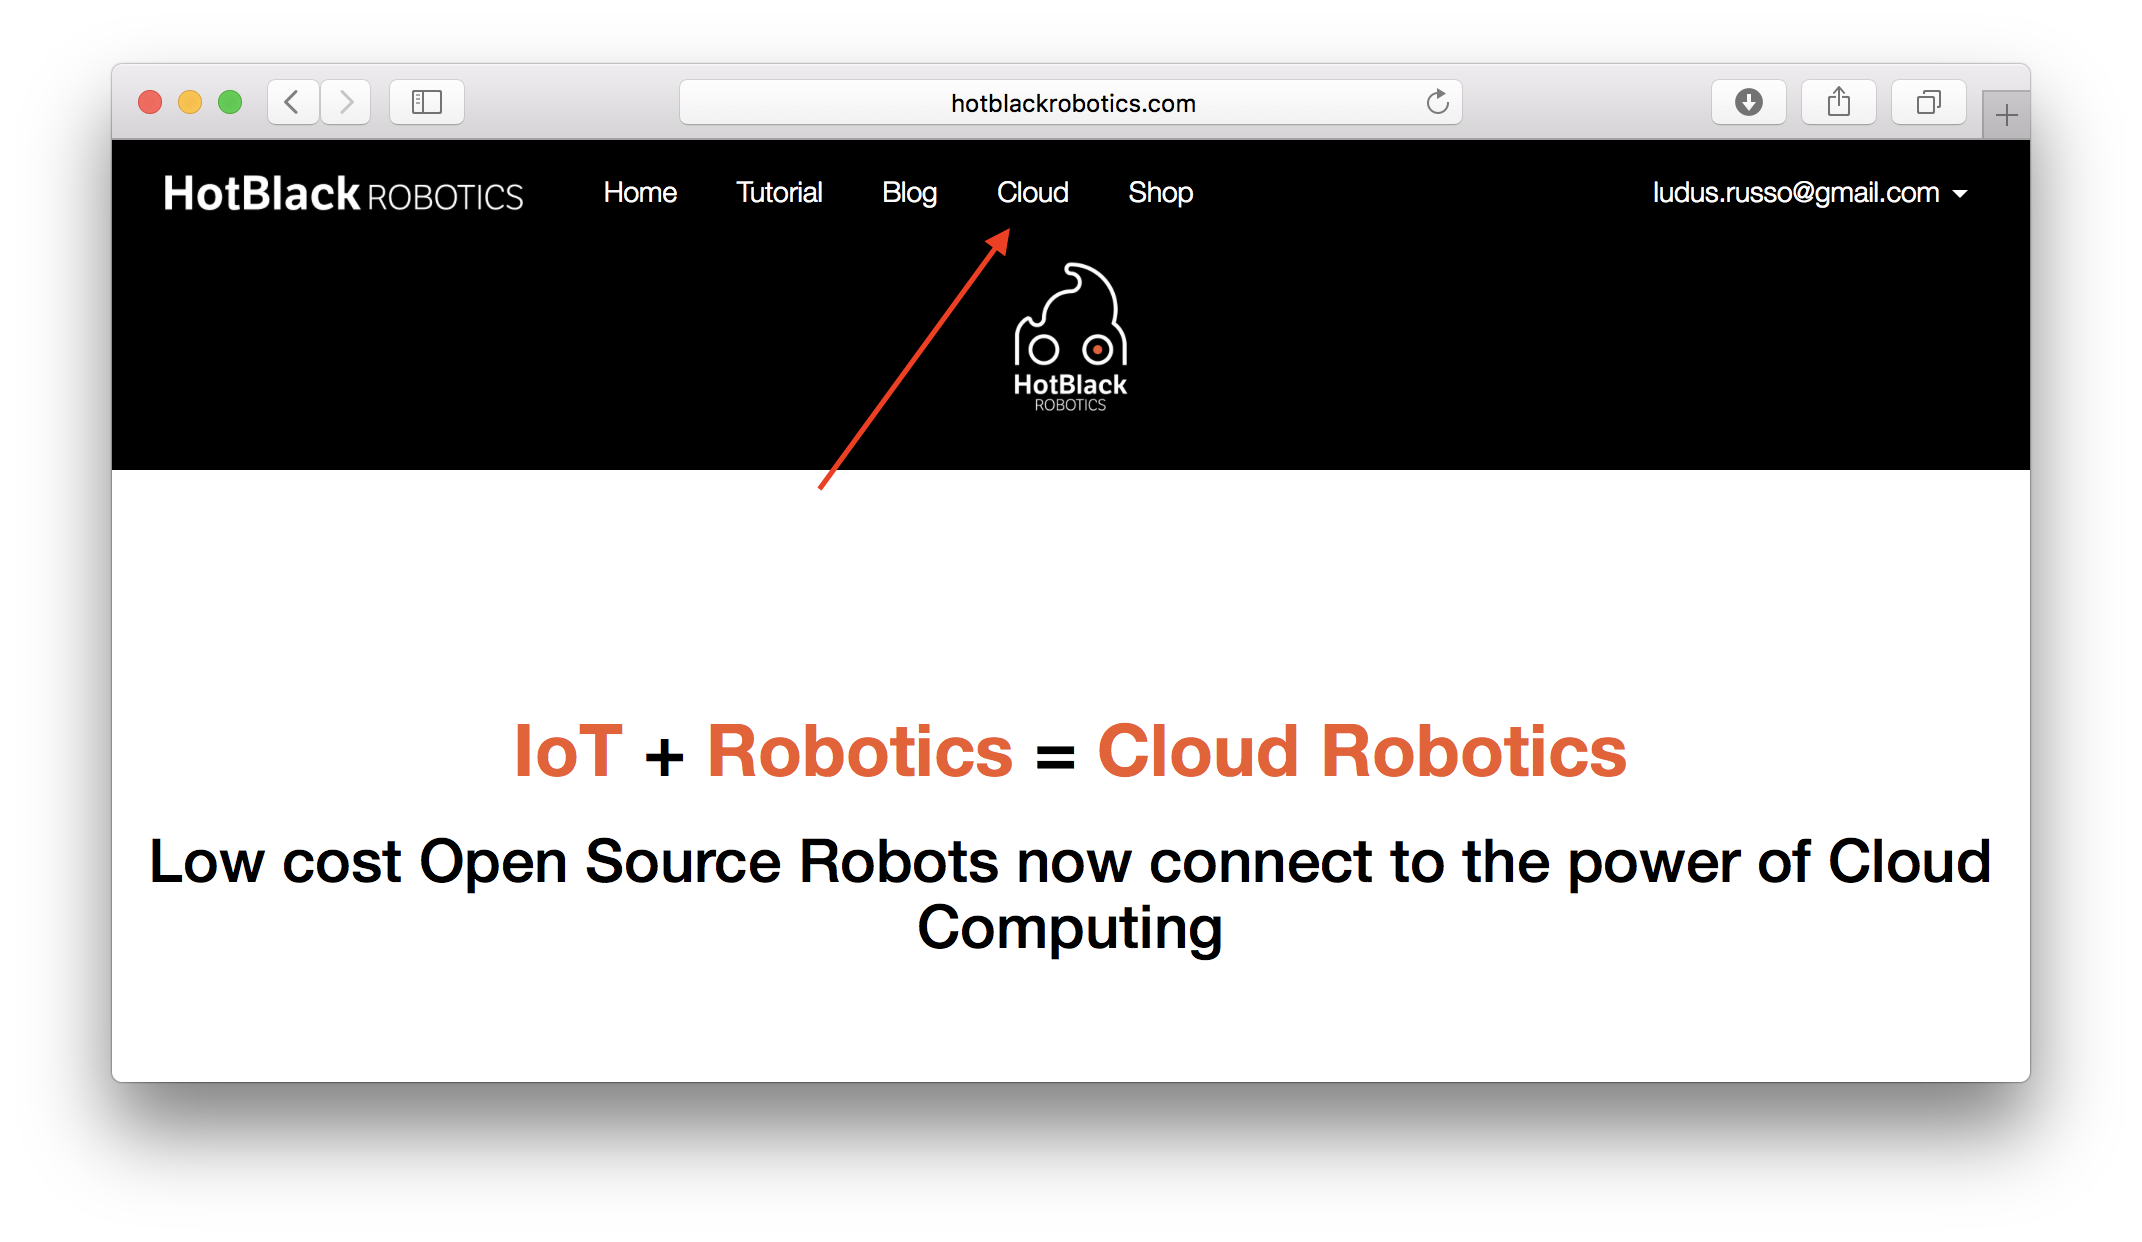 hotblackrobotics.com
HotBlack ROBOTICS Home Tutorial Blog Cloud Shop ludus.russo@gmail.com
HotBlack
ROBOTICS
IoT + Robotics = Cloud Robotics
Low cost Open Source Robots now connect to the power of Cloud
Computing